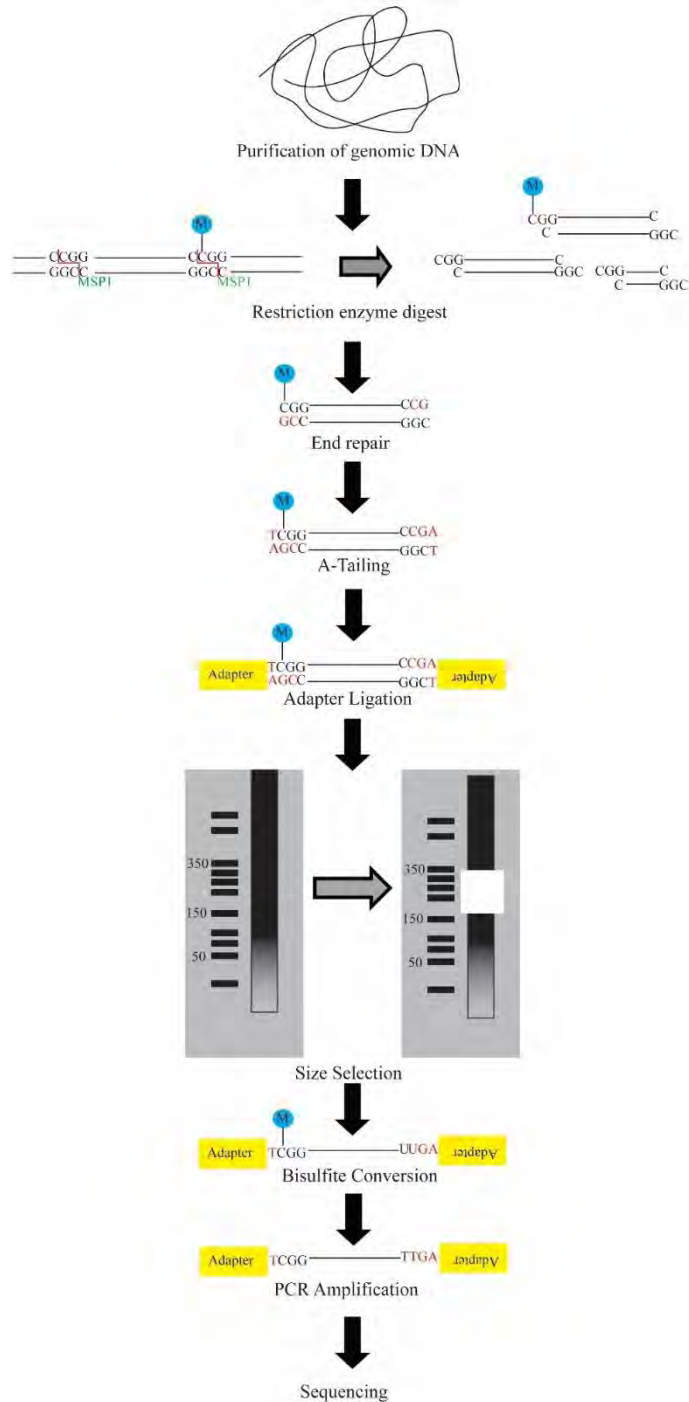 Purification of genomic DNA
M
M
CCGG CCGG
GGCC GGCC
MSP1 MSP1
CGG C
C GGC
CGG C
C GGC
CGG C
C GGC
Restriction enzyme digest
M
CGG CCG
GCC GGC
End repair
M
TCGG CCGA
AGCC GGCT
A-Tailing
M
Adapter TCGG CCGA Adapter
AGCC GGCT
Adapter Ligation
350 350
150 150
50 50
Size Selection
M
Adapter TCGG UUGA Adapter
Bisulfite Conversion
Adapter TCGG TTGA Adapter
PCR Amplification
Sequencing